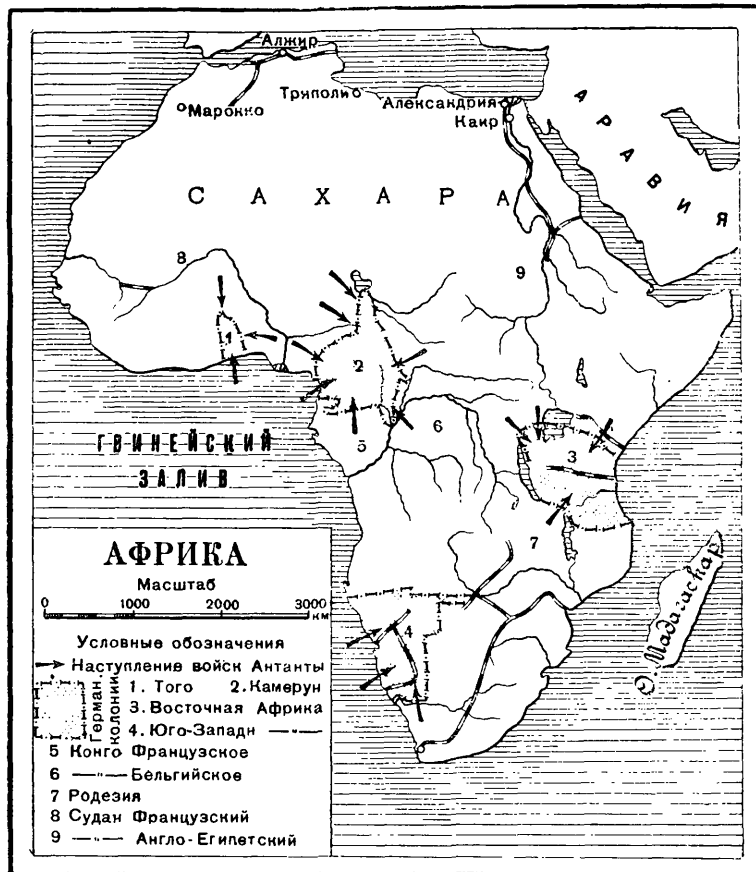 Алжир
Марокко
Триполи
Александрия
Каир
АРАВИЯ
САХАРА
8
9
1
2
3
6
5
7
4
ГВИНЕЙСКИЙ
ЗАЛИВ
О. Мадагаскар
АФРИКА
Масштаб
0 1000 2000 3000
км
Условные обозначения
Наступление войск Антанты
Герман. колонии
1. Того 2. Камерун
3. Восточная Африка
4. Юго-Западн —„—
5 Конго Французское
6 —„— Бельгийское
7 Родезия
8 Судан Французский
9 —„— Англо-Египетский